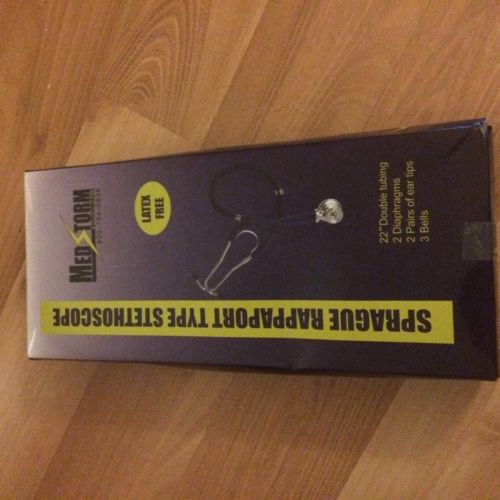 MEDSTORM
LATEX
FREE
22" Double tubing
2 Diaphragms
2 Pairs of ear tips
3 Bells
SPRAGUE RAPPAPORT TYPE STETHOSCOPE